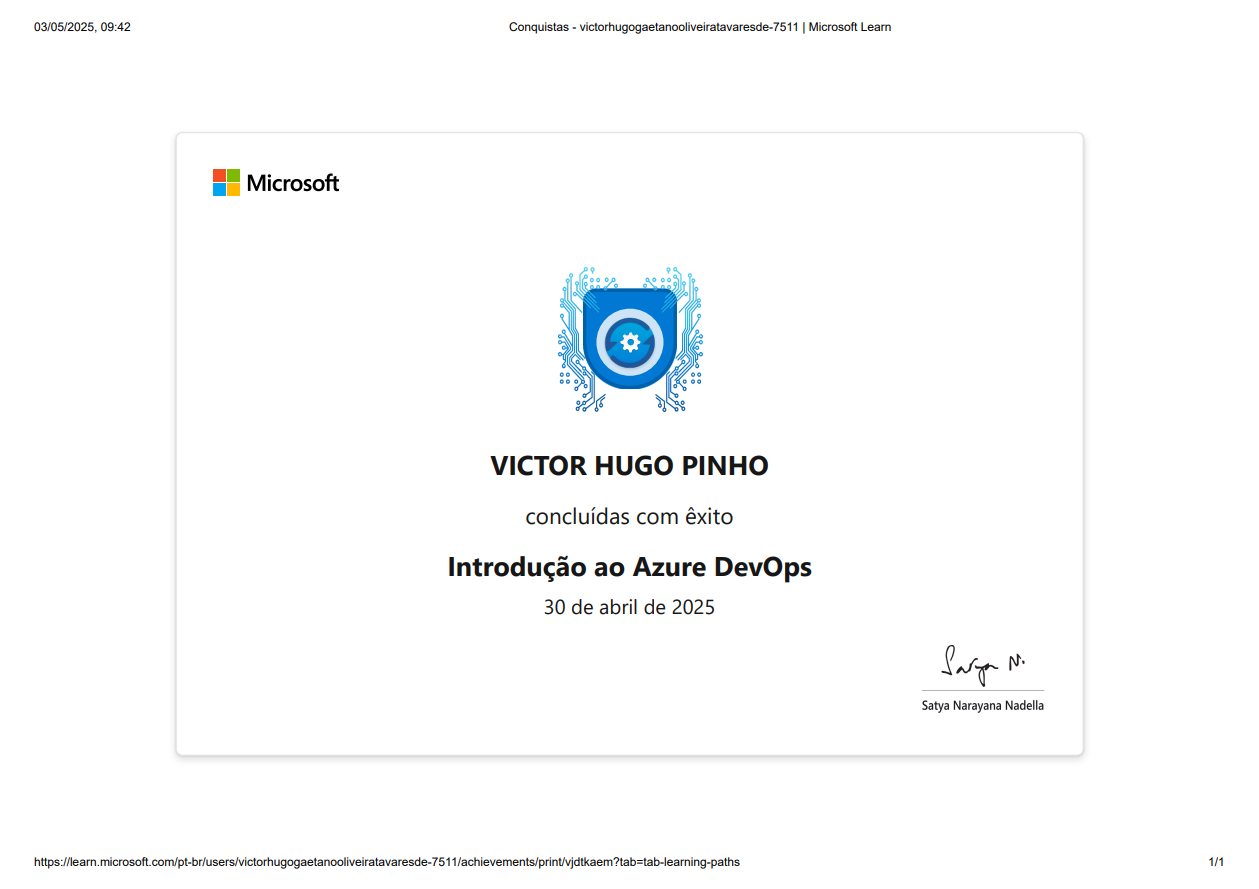 03/05/2025, 09:42
Conquistas - victorhugogaetanooliveiratavaresde-7511 | Microsoft Learn
Microsoft
VICTOR HUGO PINHO
concluídas com êxito
Introdução ao Azure DevOps
30 de abril de 2025
Satya N.
Satya Narayana Nadella
https://learn.microsoft.com/pt-br/users/victorhugogaetanooliveiratavaresde-7511/achievements/print/vjdtkaem?tab=tab-learning-paths
1/1